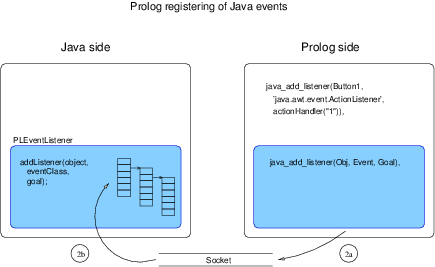 Prolog registering of Java events
Java side
Prolog side
java_add_listener(Button1,
'java.awt.event.ActionListener',
actionHandler("1")),
PLEventListener
addListener(object,
eventClass,
goal);
java_add_listener(Obj, Event, Goal),
2b
2a
Socket